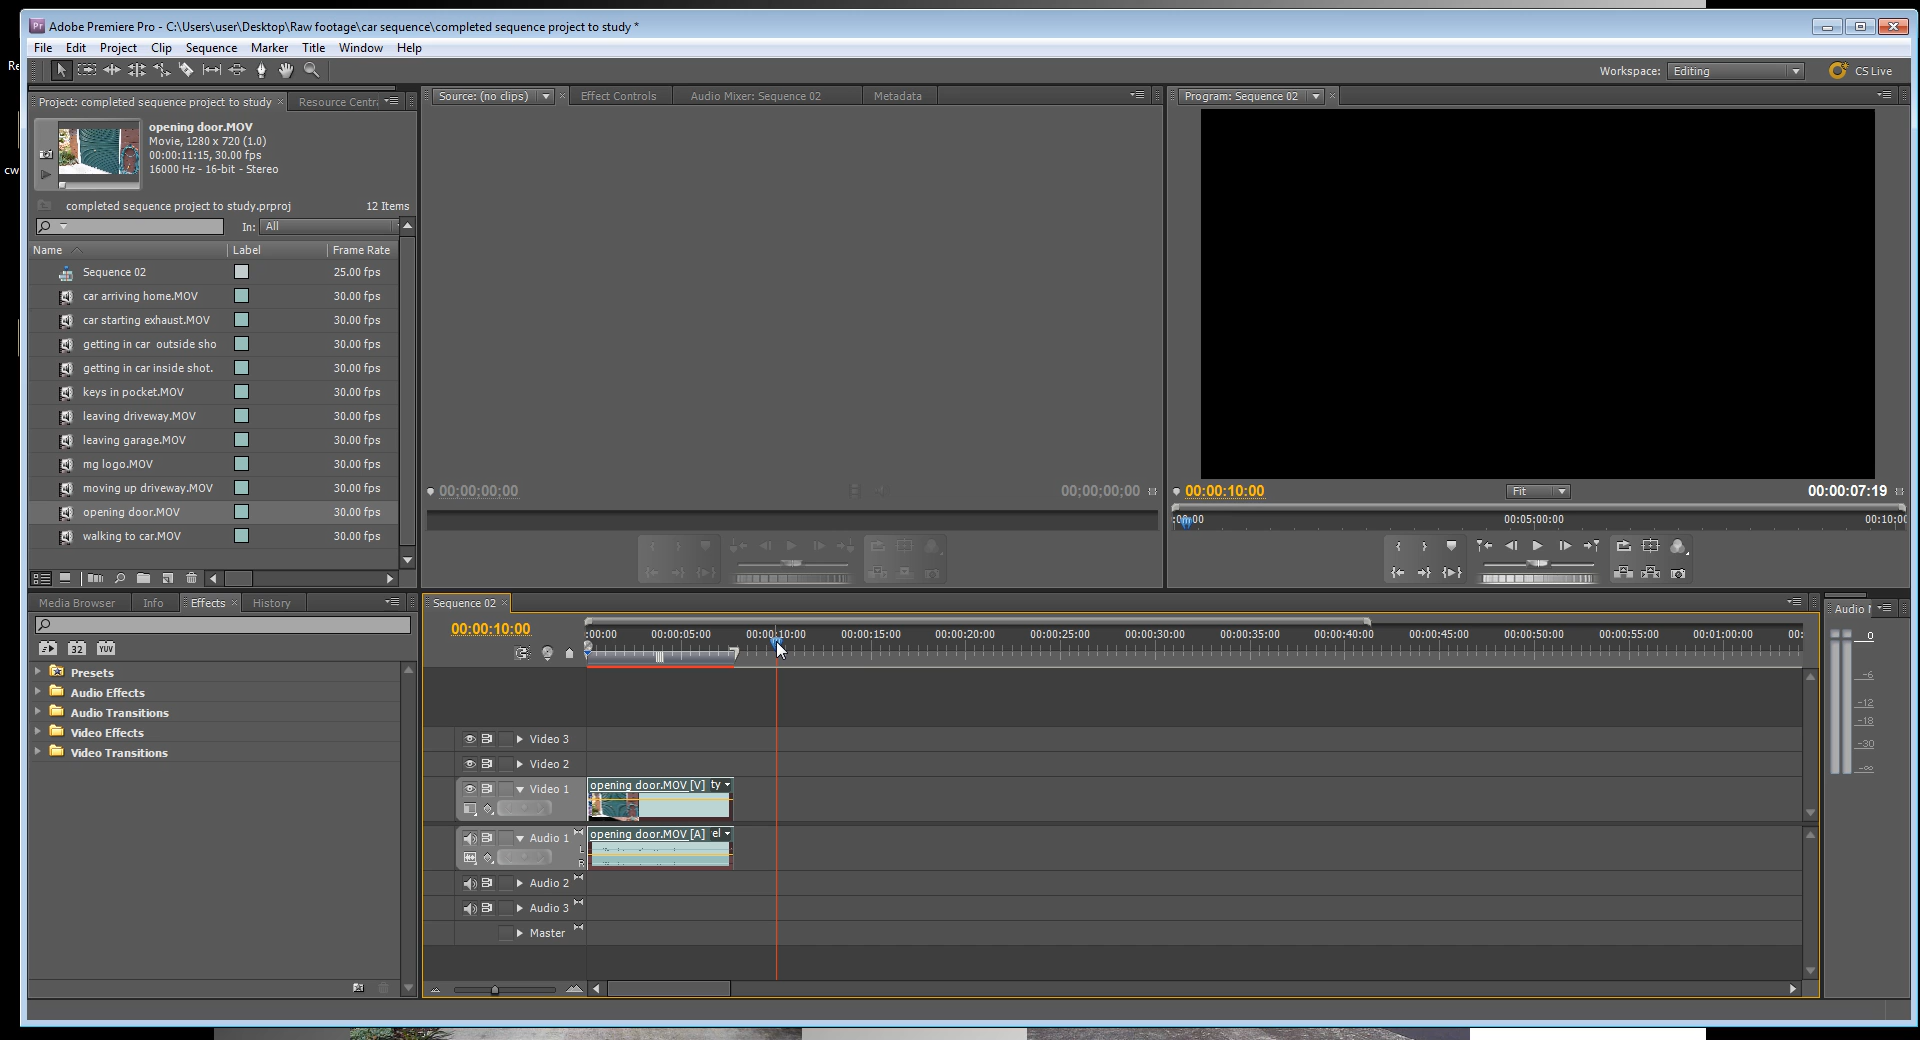 Adobe Premiere Pro - C:\Users\user\Desktop\Raw footage\car sequence\completed sequence project to study *
File Edit Project Clip Sequence Marker Title Window Help
Workspace: Editing CS Live
Project: completed sequence project to study Resource Centr
opening door.MOV
Movie, 1280 x 720 (1.0)
00:00:11:15, 30.00 fps
16000 Hz - 16-bit - Stereo
completed sequence project to study.prproj 12 Items
In: All
Name Label Frame Rate
Sequence 02 25.00 fps
car arriving home.MOV 30.00 fps
car starting exhaust.MOV 30.00 fps
getting in car outside sho 30.00 fps
getting in car inside shot. 30.00 fps
keys in pocket.MOV 30.00 fps
leaving driveway.MOV 30.00 fps
leaving garage.MOV 30.00 fps
mg logo.MOV 30.00 fps
moving up driveway.MOV 30.00 fps
opening door.MOV 30.00 fps
walking to car.MOV 30.00 fps
Source: (no clips) Effect Controls Audio Mixer: Sequence 02 Metadata
00;00;00;00 00;00;00;00
Program: Sequence 02
00:00:10:00 Fit 00:00:07:19
:00:00 00:05:00:00 00:10:0
Media Browser Info Effects History
32 YUV
Presets
Audio Effects
Audio Transitions
Video Effects
Video Transitions
Sequence 02
00:00:10:00
:00:00 00:00:05:00 00:00:10:00 00:00:15:00 00:00:20:00 00:00:25:00 00:00:30:00 00:00:35:00 00:00:40:00 00:00:45:00 00:00:50:00 00:00:55:00 00:01:00:00 00:
Video 3
Video 2
Video 1 opening door.MOV [V] ty
Audio 1 opening door.MOV [A] el
L
R
Audio 2
Audio 3
Master
Audio
0
-6
-12
-18
-30
-∞
Re
cw